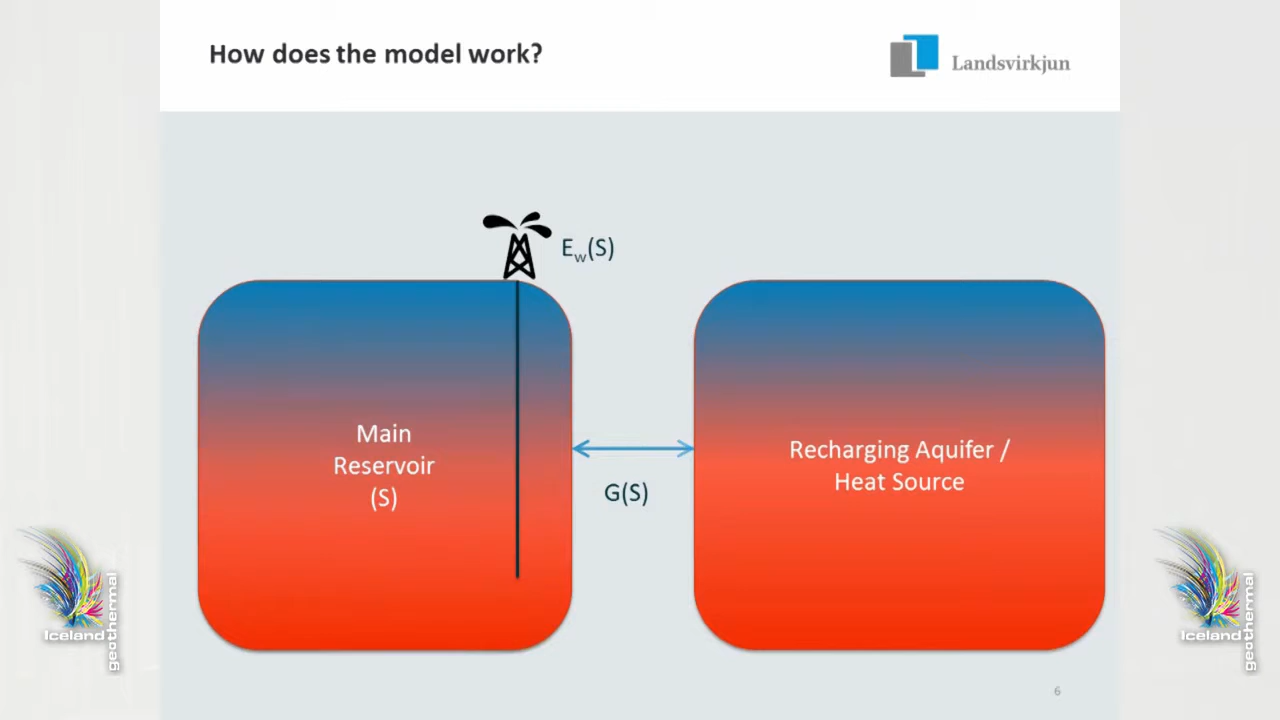 How does the model work?
Landsvirkjun
Ew(S)
Main
Reservoir
(S)
G(S)
Recharging Aquifer /
Heat Source
Iceland
geothermal
Iceland
geothermal
6